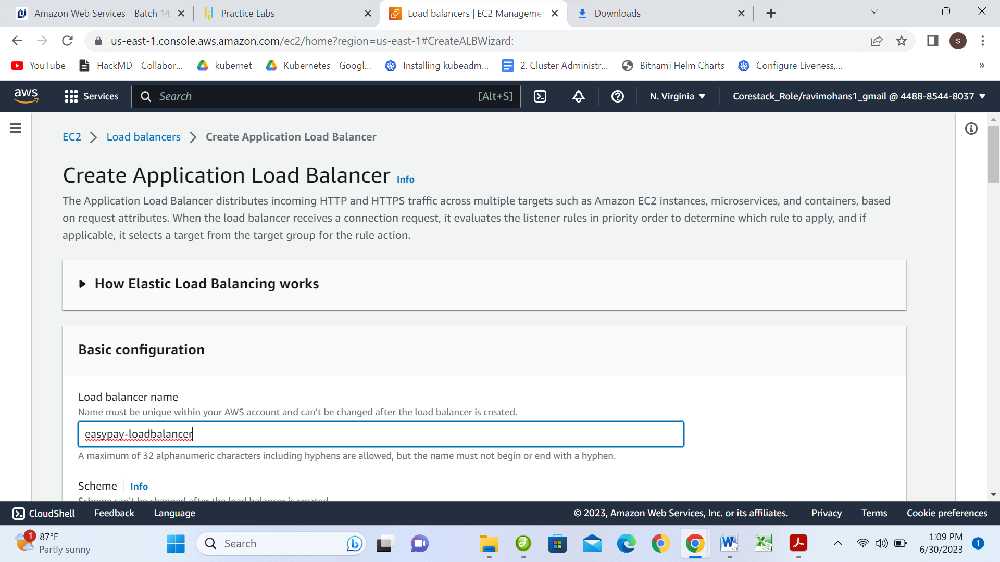 Amazon Web Services - Batch 14
Practice Labs
Load balancers | EC2 Managemer
Downloads
us-east-1.console.aws.amazon.com/ec2/home?region=us-east-1#CreateALBWizard:
S
YouTube
HackMD - Collabor...
kubernet
Kubernetes - Googl...
Installing kubeadm...
2. Cluster Administr...
Bitnami Helm Charts
Configure Liveness,...
»
aws
Services
Search
[Alt+S]
N. Virginia
Corestack_Role/ravimohans1_gmail @ 4488-8544-8037
EC2 > Load balancers > Create Application Load Balancer
Create Application Load Balancer Info
The Application Load Balancer distributes incoming HTTP and HTTPS traffic across multiple targets such as Amazon EC2 instances, microservices, and containers, based
on request attributes. When the load balancer receives a connection request, it evaluates the listener rules in priority order to determine which rule to apply, and if
applicable, it selects a target from the target group for the rule action.
How Elastic Load Balancing works
Basic configuration
Load balancer name
Name must be unique within your AWS account and can't be changed after the load balancer is created.
easypay-loadbalancer
A maximum of 32 alphanumeric characters including hyphens are allowed, but the name must not begin or end with a hyphen.
Scheme Info
Scheme can't be changed after the load balancer is created.
CloudShell
Feedback
Language
© 2023, Amazon Web Services, Inc. or its affiliates.
Privacy
Terms
Cookie preferences
1
87°F
Partly sunny
Search
1:09 PM
6/30/2023
1